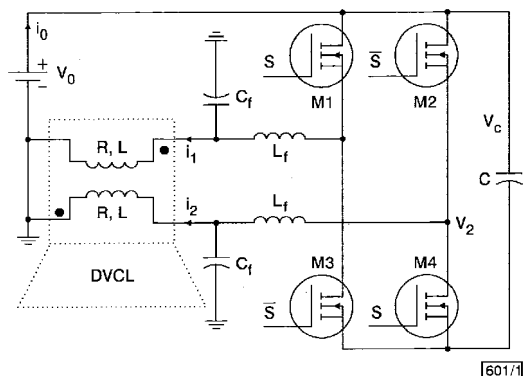 i0
+
V0
−
Cf
S
M1
S̅
M2
R, L
i1
Lf
Vc
C
R, L
i2
Lf
V2
Cf
DVCL
M3
S̅
M4
S
601/1